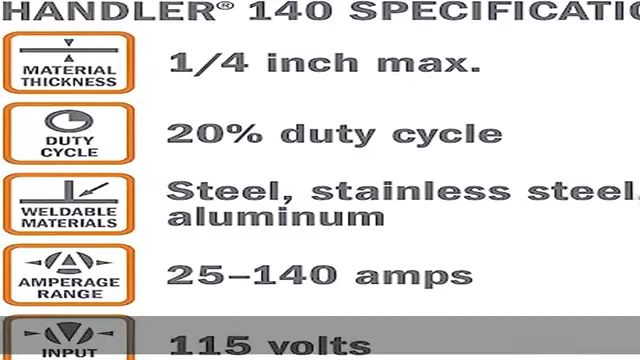 HANDLER® 140 SPECIFICATIO
MATERIAL
THICKNESS
1/4 inch max.
DUTY
CYCLE
20% duty cycle
WELDABLE
MATERIALS
Steel, stainless steel,
aluminum
AMPERAGE
RANGE
25–140 amps
INPUT
115 volts